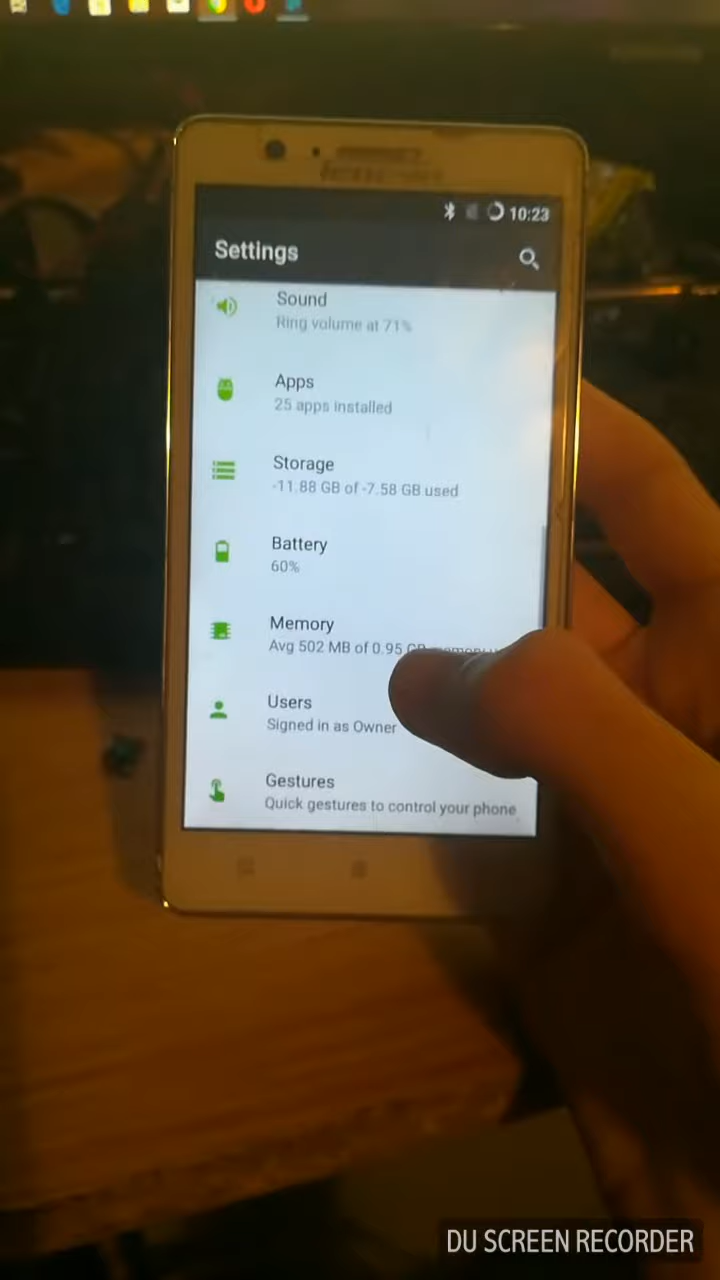 10:23
Settings
Sound
Ring volume at 71%
Apps
25 apps installed
Storage
-11.88 GB of -7.58 GB used
Battery
60%
Memory
Avg 502 MB of 0.95 GB memory
Users
Signed in as Owner
Gestures
Quick gestures to control your phone
DU SCREEN RECORDER